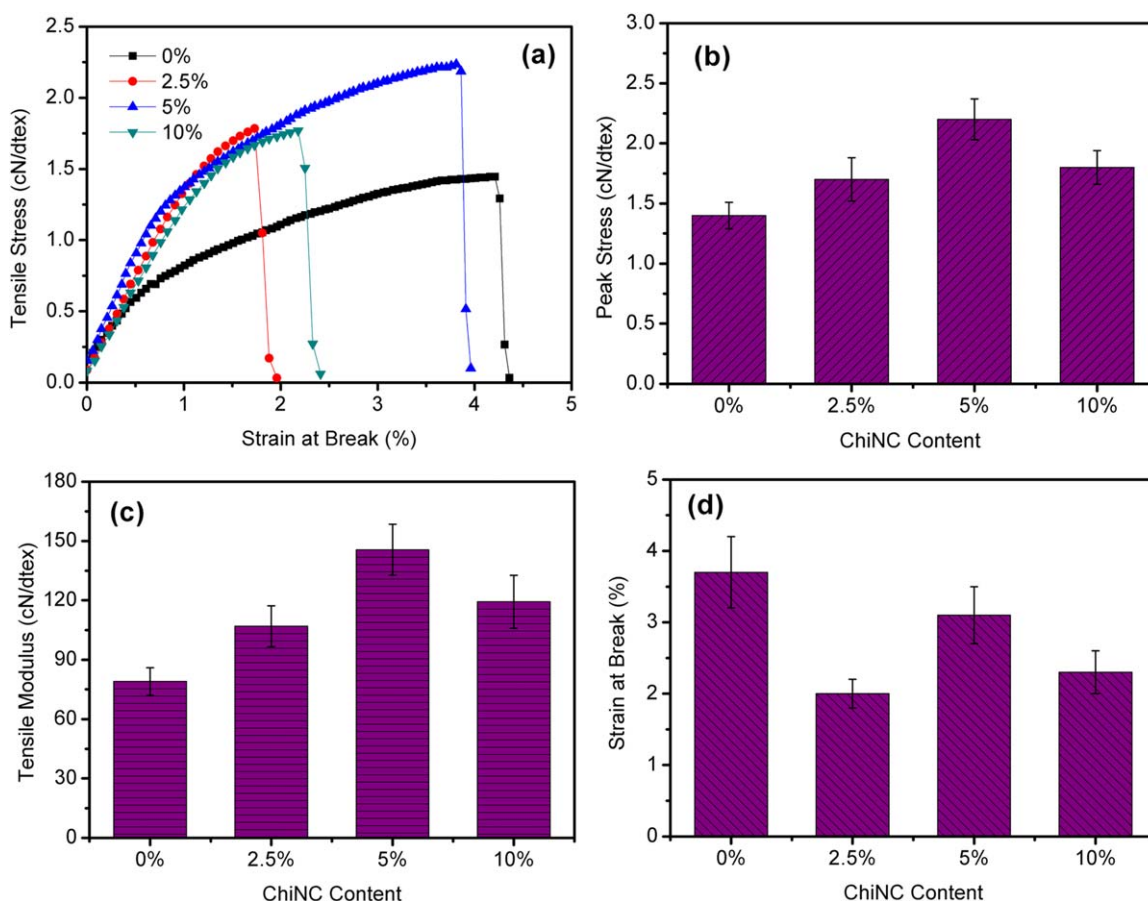 (a)
0%
2.5%
5%
10%
2.5
2.0
1.5
1.0
0.5
0.0
Tensile Stress (cN/dtex)
0 1 2 3 4 5
Strain at Break (%)
(b)
3.0
2.5
2.0
1.5
1.0
0.5
0.0
Peak Stress (cN/dtex)
0% 2.5% 5% 10%
ChiNC Content
(c)
180
150
120
90
60
30
0
Tensile Modulus (cN/dtex)
0% 2.5% 5% 10%
ChiNC Content
(d)
5
4
3
2
1
0
Strain at Break (%)
0% 2.5% 5% 10%
ChiNC Content